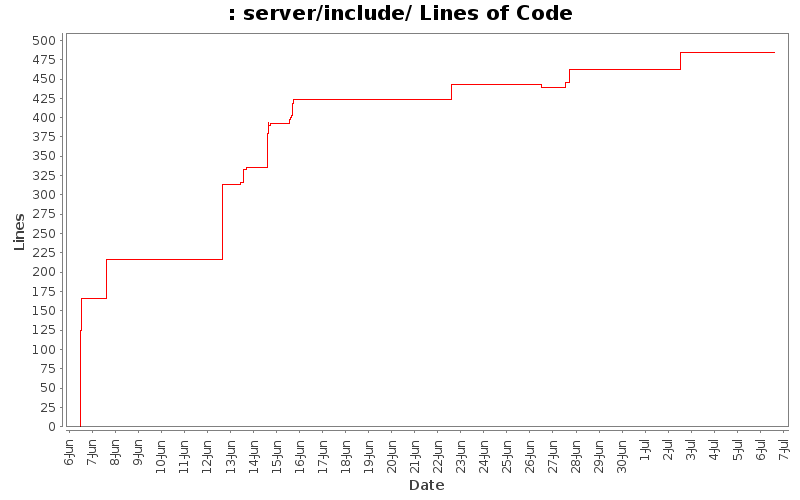 : server/include/ Lines of Code
500
475
450
425
400
375
350
325
300
275
250
225
200
175
150
125
100
75
50
25
0
Lines
6-Jun
7-Jun
8-Jun
9-Jun
10-Jun
11-Jun
12-Jun
13-Jun
14-Jun
15-Jun
16-Jun
17-Jun
18-Jun
19-Jun
20-Jun
21-Jun
22-Jun
23-Jun
24-Jun
25-Jun
26-Jun
27-Jun
28-Jun
29-Jun
30-Jun
1-Jul
2-Jul
3-Jul
4-Jul
5-Jul
6-Jul
7-Jul
Date